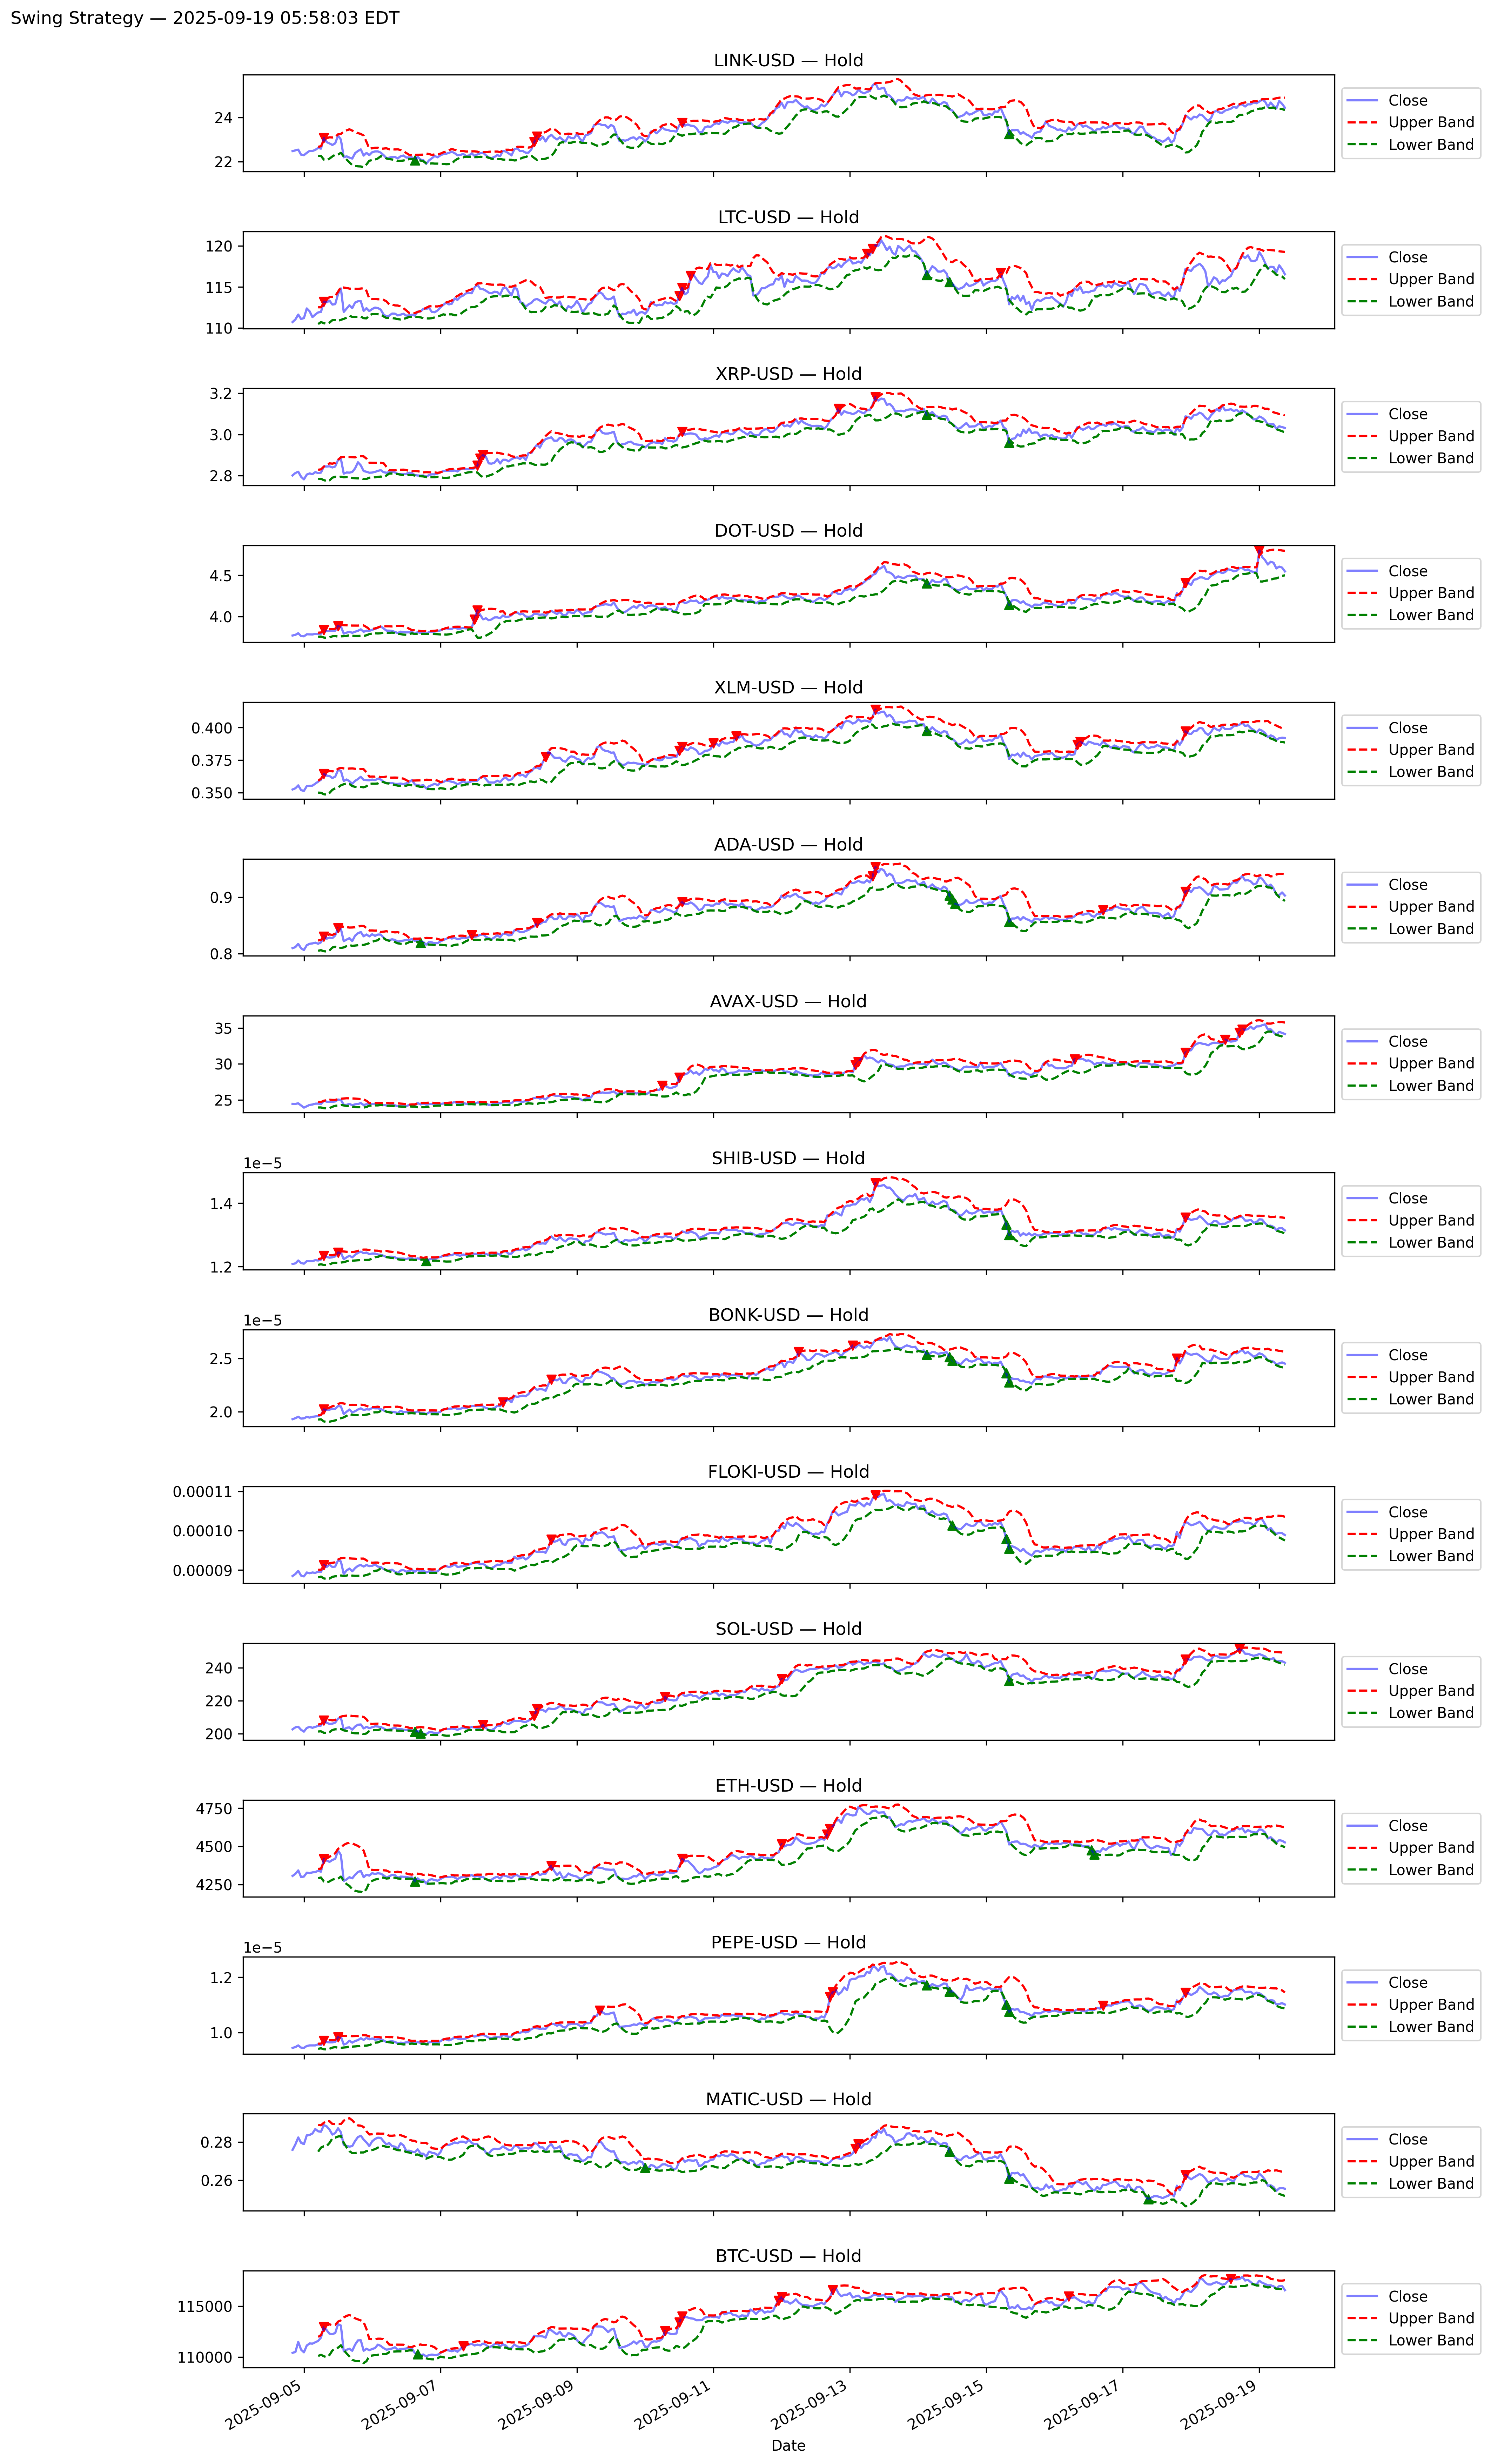 Swing Strategy — 2025-09-19 05:58:03 EDT
LINK-USD — Hold
24
22
Close
Upper Band
Lower Band
LTC-USD — Hold
120
115
110
Close
Upper Band
Lower Band
XRP-USD — Hold
3.2
3.0
2.8
Close
Upper Band
Lower Band
DOT-USD — Hold
4.5
4.0
Close
Upper Band
Lower Band
XLM-USD — Hold
0.400
0.375
0.350
Close
Upper Band
Lower Band
ADA-USD — Hold
0.9
0.8
Close
Upper Band
Lower Band
AVAX-USD — Hold
35
30
25
Close
Upper Band
Lower Band
SHIB-USD — Hold
1e−5
1.4
1.2
Close
Upper Band
Lower Band
BONK-USD — Hold
1e−5
2.5
2.0
Close
Upper Band
Lower Band
FLOKI-USD — Hold
0.00011
0.00010
0.00009
Close
Upper Band
Lower Band
SOL-USD — Hold
240
220
200
Close
Upper Band
Lower Band
ETH-USD — Hold
4750
4500
4250
Close
Upper Band
Lower Band
PEPE-USD — Hold
1e−5
1.2
1.0
Close
Upper Band
Lower Band
MATIC-USD — Hold
0.28
0.26
Close
Upper Band
Lower Band
BTC-USD — Hold
115000
110000
Close
Upper Band
Lower Band
2025-09-05
2025-09-07
2025-09-09
2025-09-11
2025-09-13
2025-09-15
2025-09-17
2025-09-19
Date